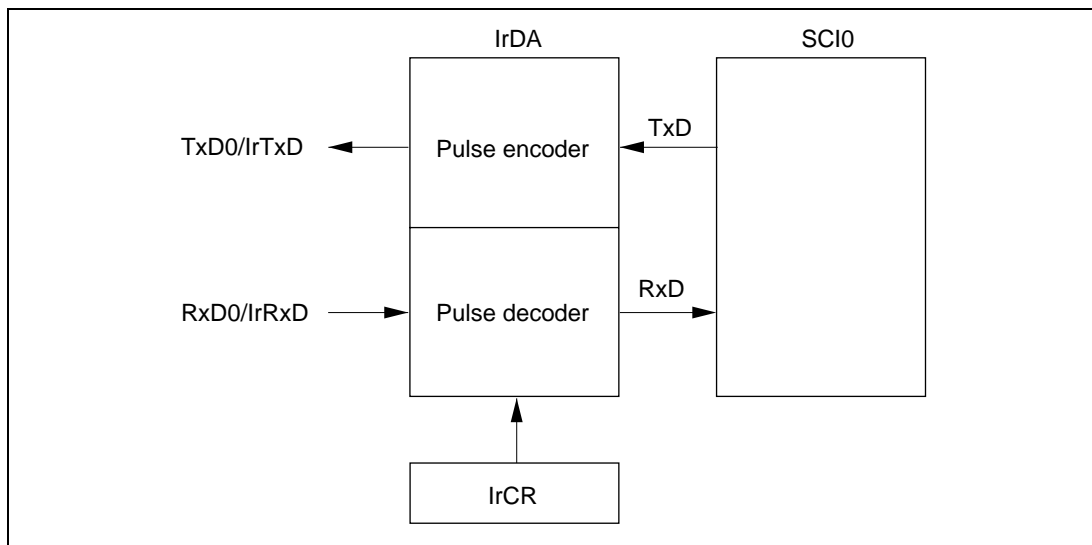 IrDA
SCI0
TxD0/IrTxD
Pulse encoder
TxD
RxD0/IrRxD
Pulse decoder
RxD
IrCR